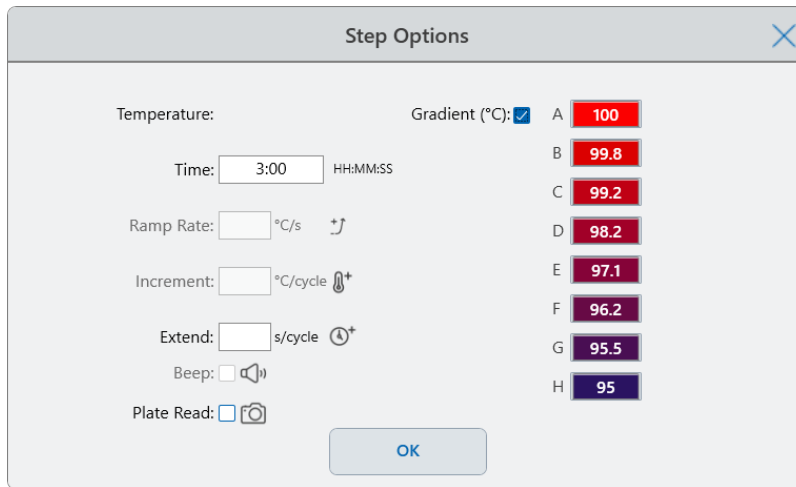 Step Options
Temperature:
Gradient (°C):
A 100
B 99.8
Time: 3:00 HH:MM:SS
C 99.2
Ramp Rate: °C/s
D 98.2
E 97.1
Increment: °C/cycle
F 96.2
Extend: s/cycle
G 95.5
Beep:
H 95
Plate Read:
OK